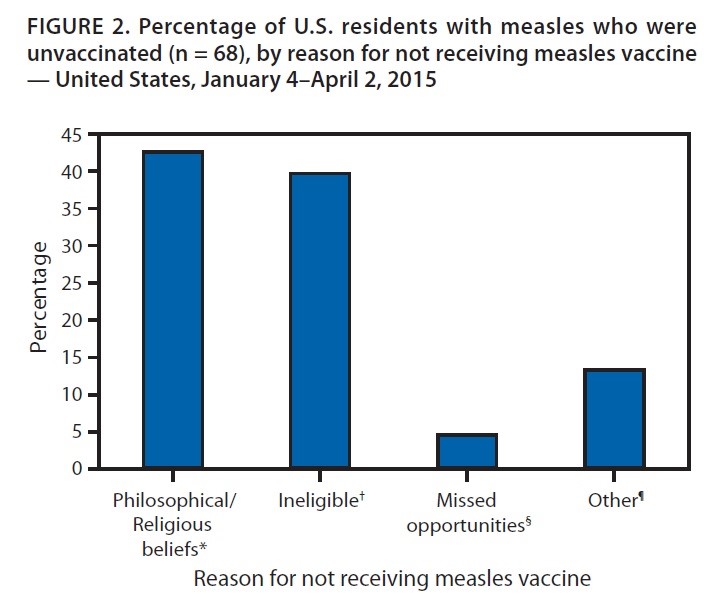 FIGURE 2. Percentage of U.S. residents with measles who were
unvaccinated (n = 68), by reason for not receiving measles vaccine
— United States, January 4–April 2, 2015
45
40
35
30
25
20
15
10
5
0
Percentage
Philosophical/
Religious
beliefs*
Ineligible†
Missed
opportunities§
Other¶
Reason for not receiving measles vaccine